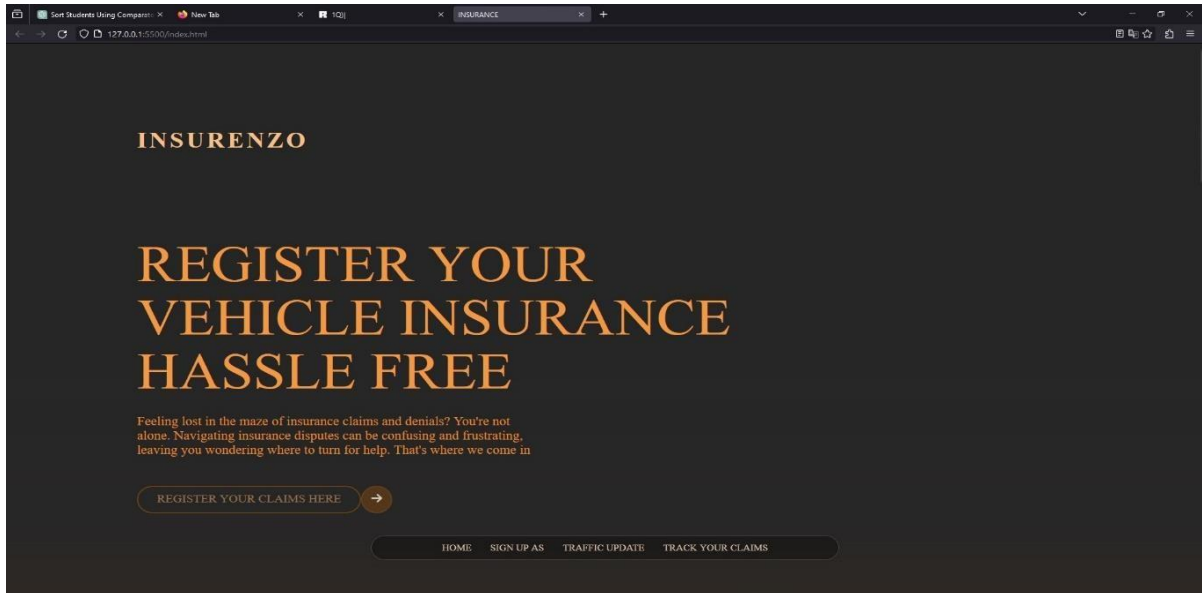 Sort Students Using Comparato
New Tab
1Q)|
INSURANCE
127.0.0.1:5500/index.html
INSURENZO
REGISTER YOUR
VEHICLE INSURANCE
HASSLE FREE
Feeling lost in the maze of insurance claims and denials? You're not
alone. Navigating insurance disputes can be confusing and frustrating,
leaving you wondering where to turn for help. That's where we come in
REGISTER YOUR CLAIMS HERE
HOME SIGN UP AS TRAFFIC UPDATE TRACK YOUR CLAIMS